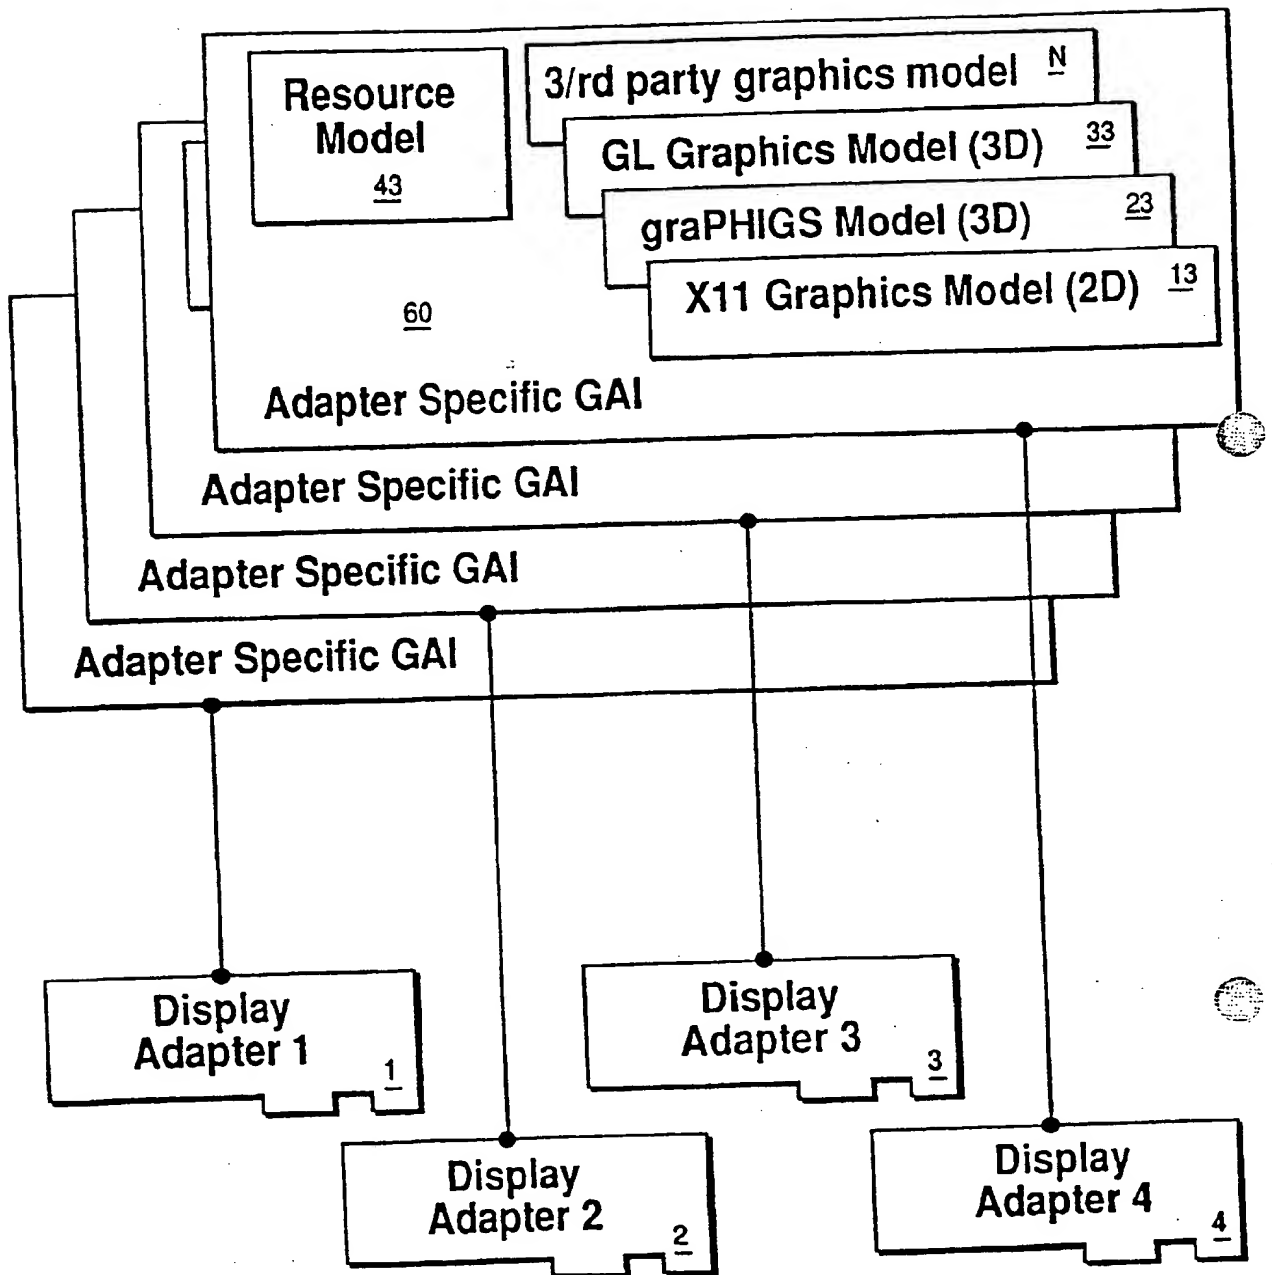 Resource
Model
43
3/rd party graphics model N
GL Graphics Model (3D) 33
graPHIGS Model (3D) 23
X11 Graphics Model (2D) 13
60
Adapter Specific GAI
Adapter Specific GAI
Adapter Specific GAI
Adapter Specific GAI
Display
Adapter 1
1
Display
Adapter 3
3
Display
Adapter 2
2
Display
Adapter 4
4